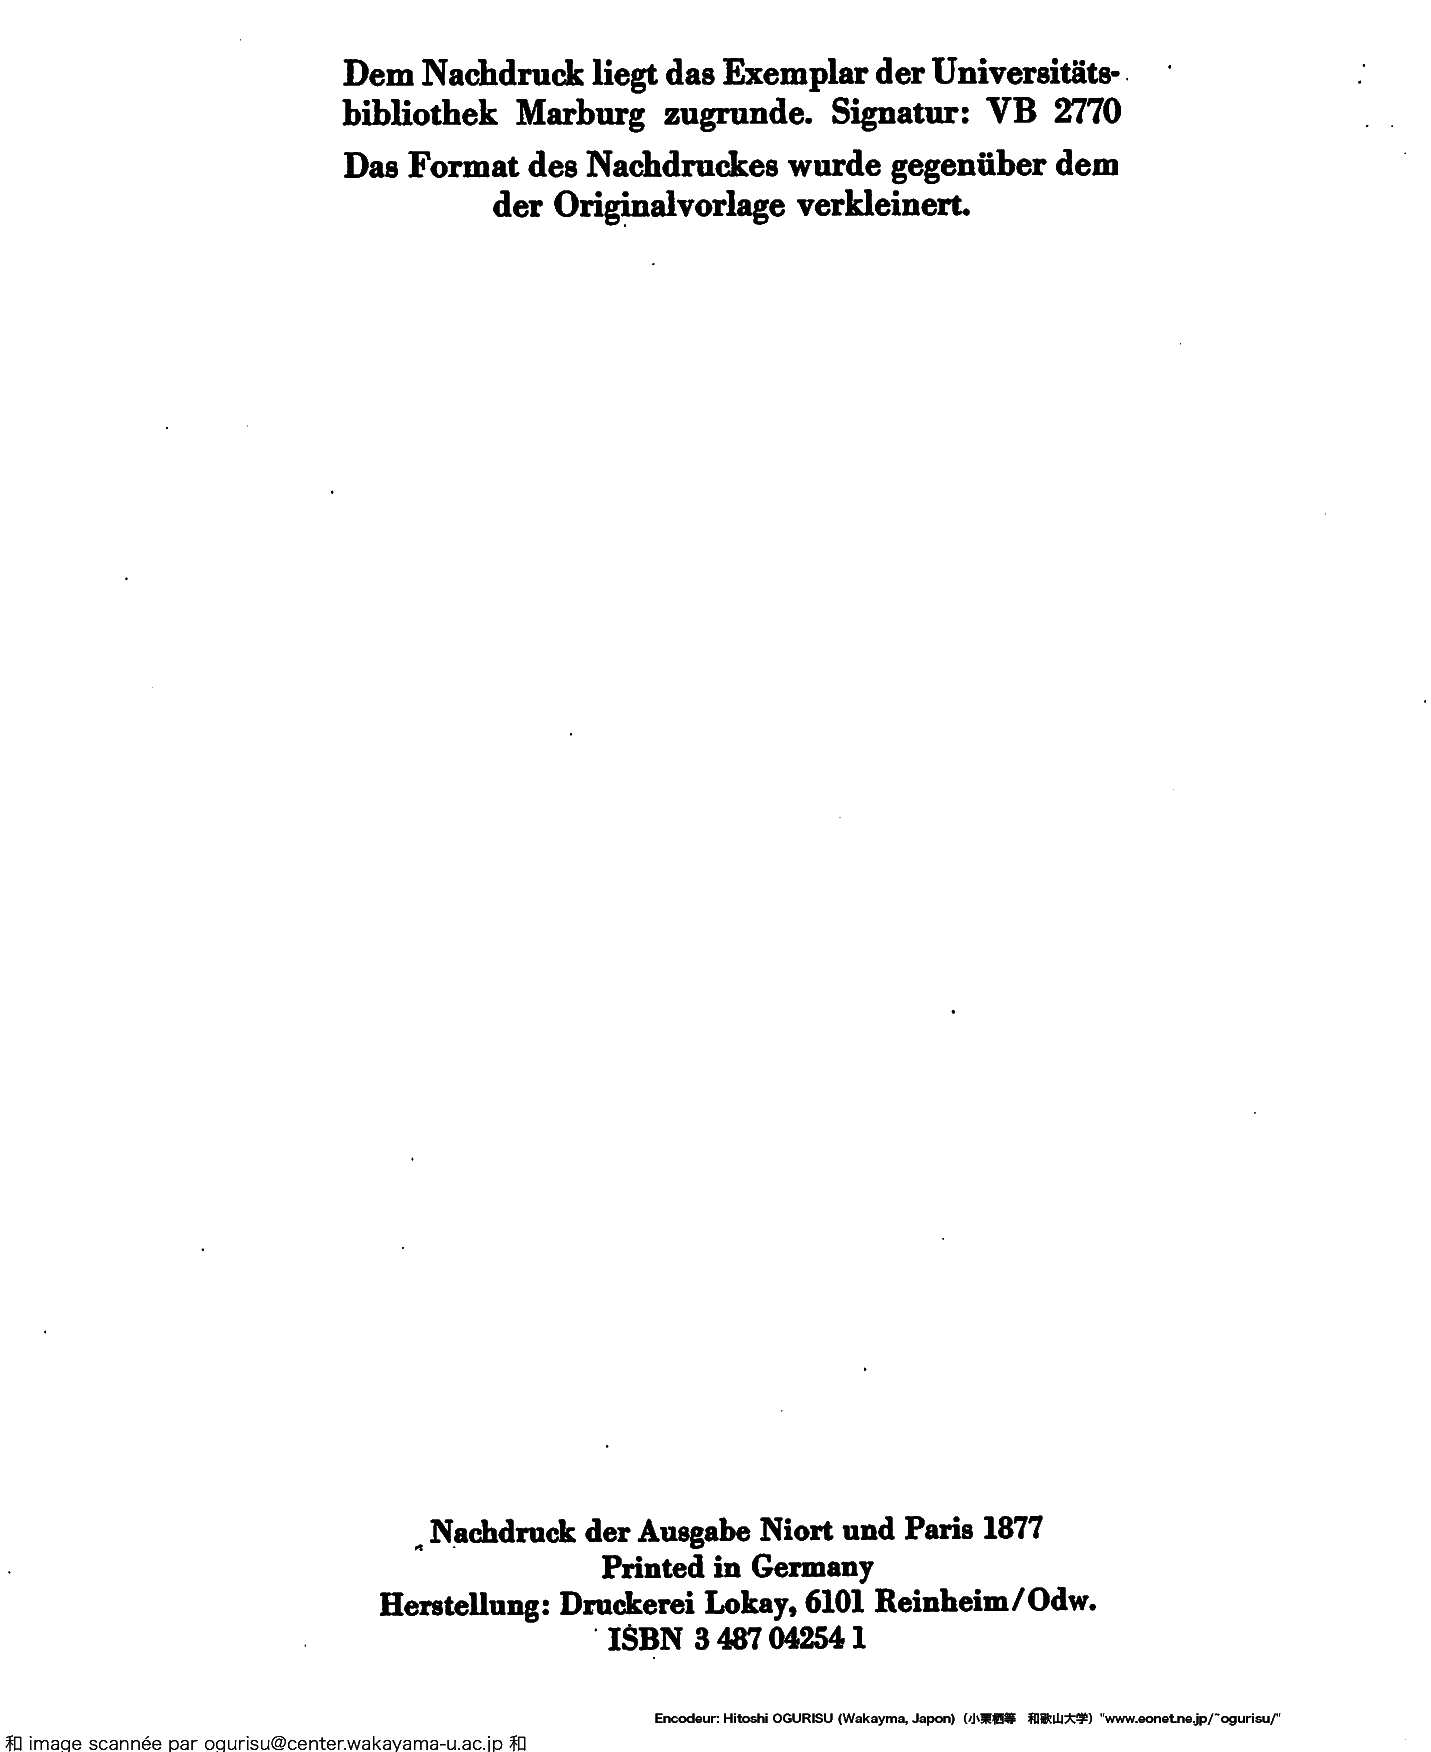 Dem Nachdruck liegt das Exemplar der Universitäts-
bibliothek Marburg zugrunde. Signatur: VB 2770
Das Format des Nachdruckes wurde gegenüber dem
der Originalvorlage verkleinert.
Nachdruck der Ausgabe Niort und Paris 1877
Printed in Germany
Herstellung: Druckerei Lokay, 6101 Reinheim/Odw.
ISBN 3 487 04254 1
Encodeur: Hitoshi OGURISU (Wakayma, Japon) (小栗栖等 和歌山大学) "www.eonet.ne.jp/~ogurisu/"
和 image scannée par ogurisu@center.wakayama-u.ac.jp 和